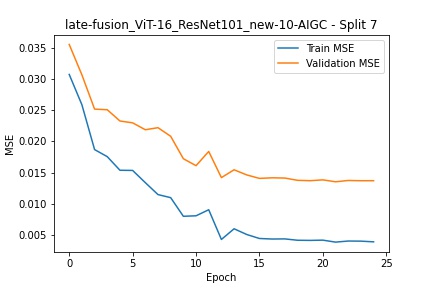 late-fusion_ViT-16_ResNet101_new-10-AIGC - Split 7
Train MSE
Validation MSE
MSE
0.035
0.030
0.025
0.020
0.015
0.010
0.005
0 5 10 15 20 25
Epoch